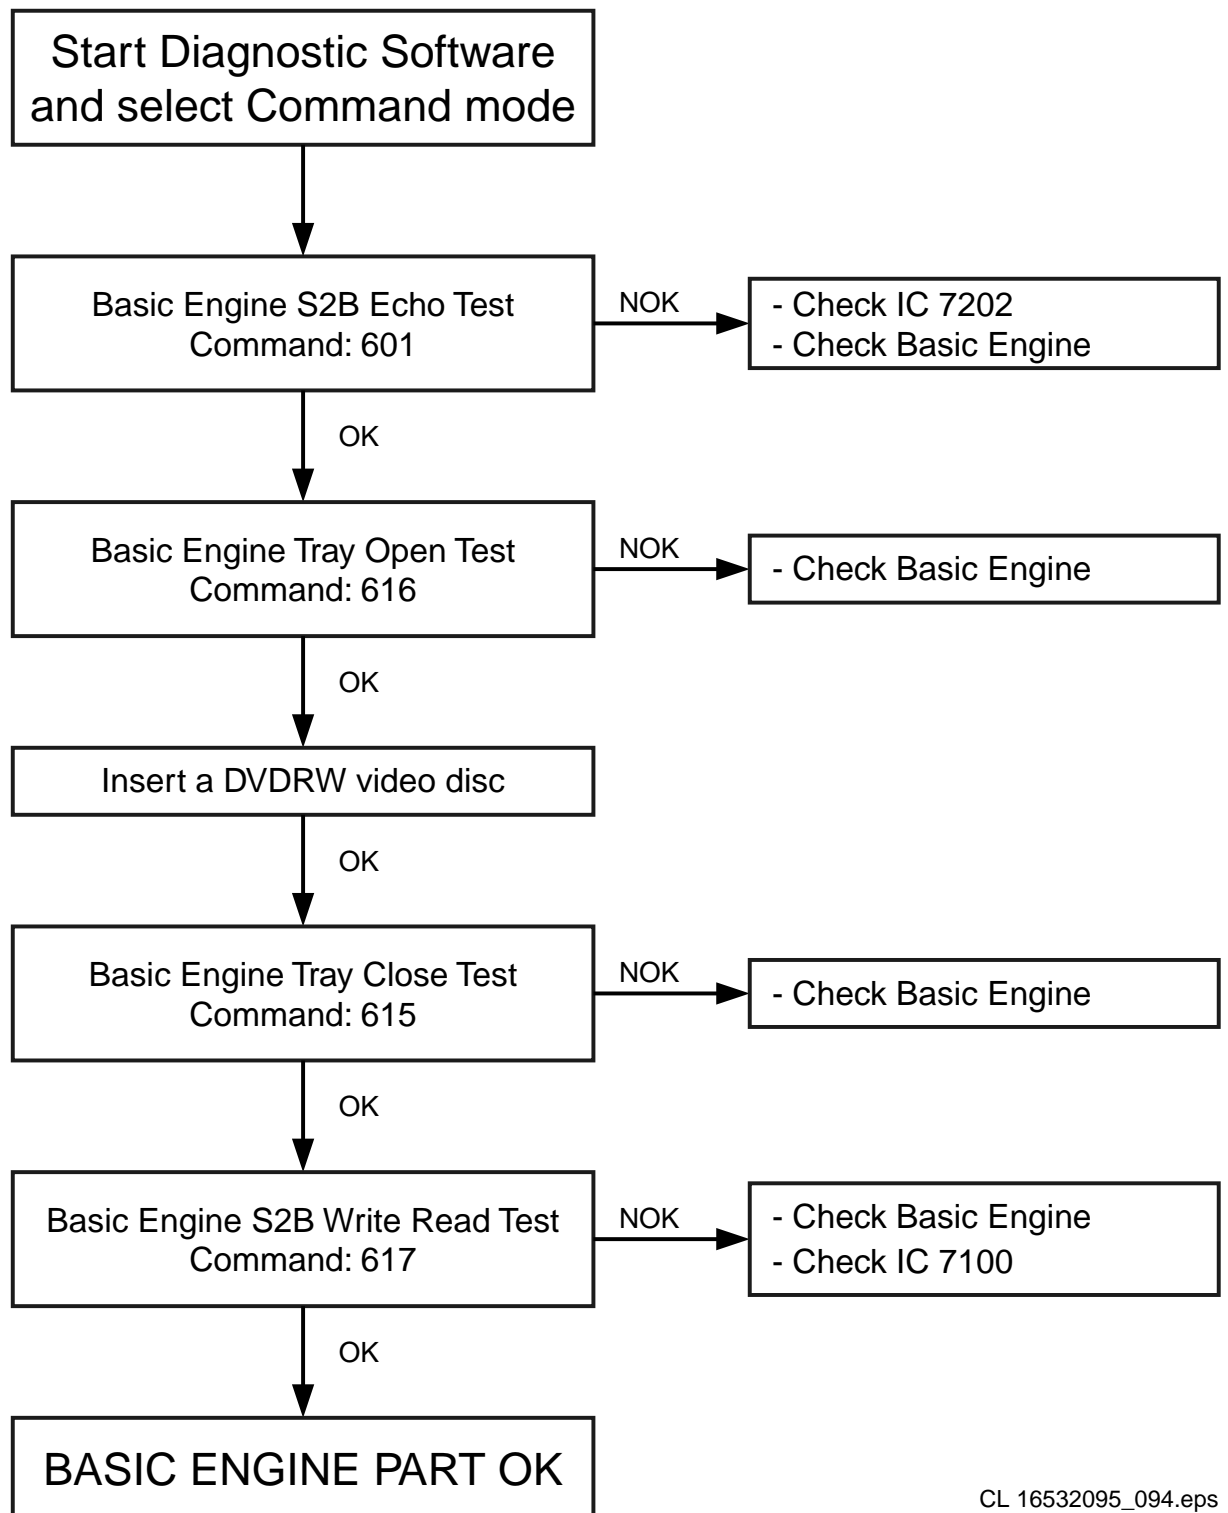 Start Diagnostic Software
and select Command mode
Basic Engine S2B Echo Test
Command: 601
NOK
- Check IC 7202
- Check Basic Engine
OK
Basic Engine Tray Open Test
Command: 616
NOK
- Check Basic Engine
OK
Insert a DVDRW video disc
OK
Basic Engine Tray Close Test
Command: 615
NOK
- Check Basic Engine
OK
Basic Engine S2B Write Read Test
Command: 617
NOK
- Check Basic Engine
- Check IC 7100
OK
BASIC ENGINE PART OK
CL 16532095_094.eps